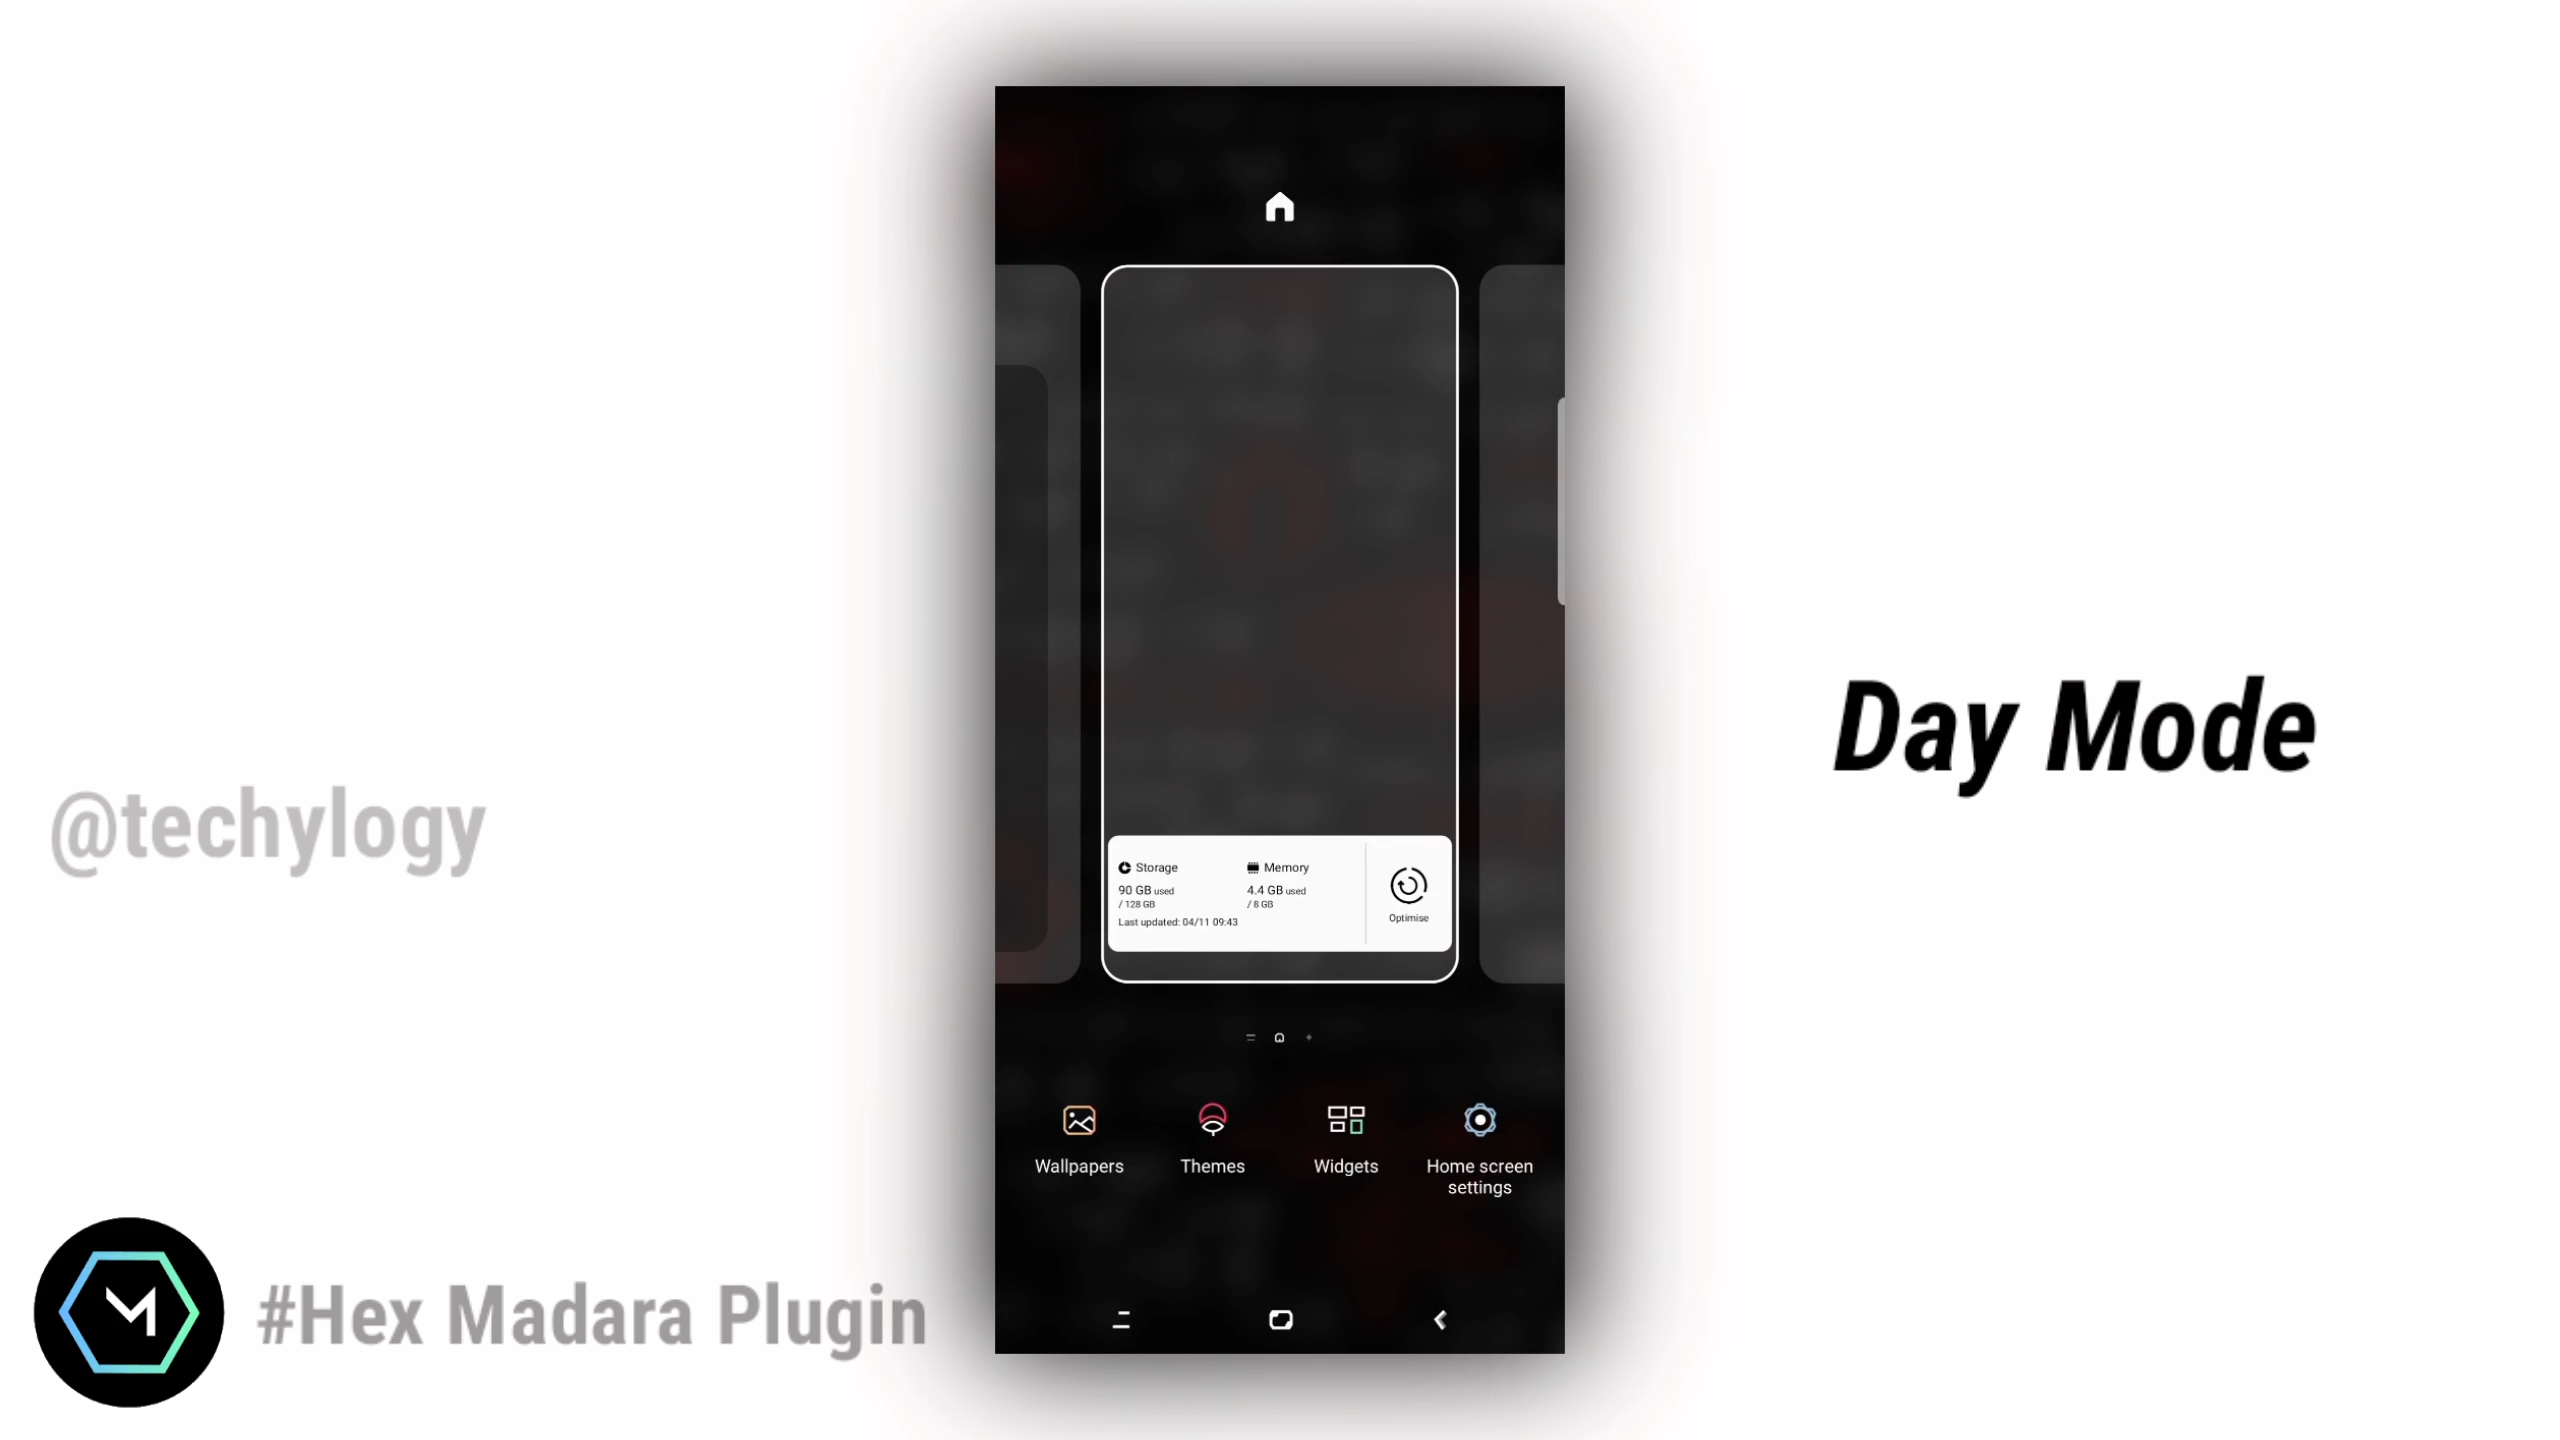 Storage
90 GB used
/ 128 GB
Memory
4.4 GB used
/ 8 GB
Last updated: 04/11 09:43
Optimise
Wallpapers
Themes
Widgets
Home screen
settings
Day Mode
@techylogy
#Hex Madara Plugin